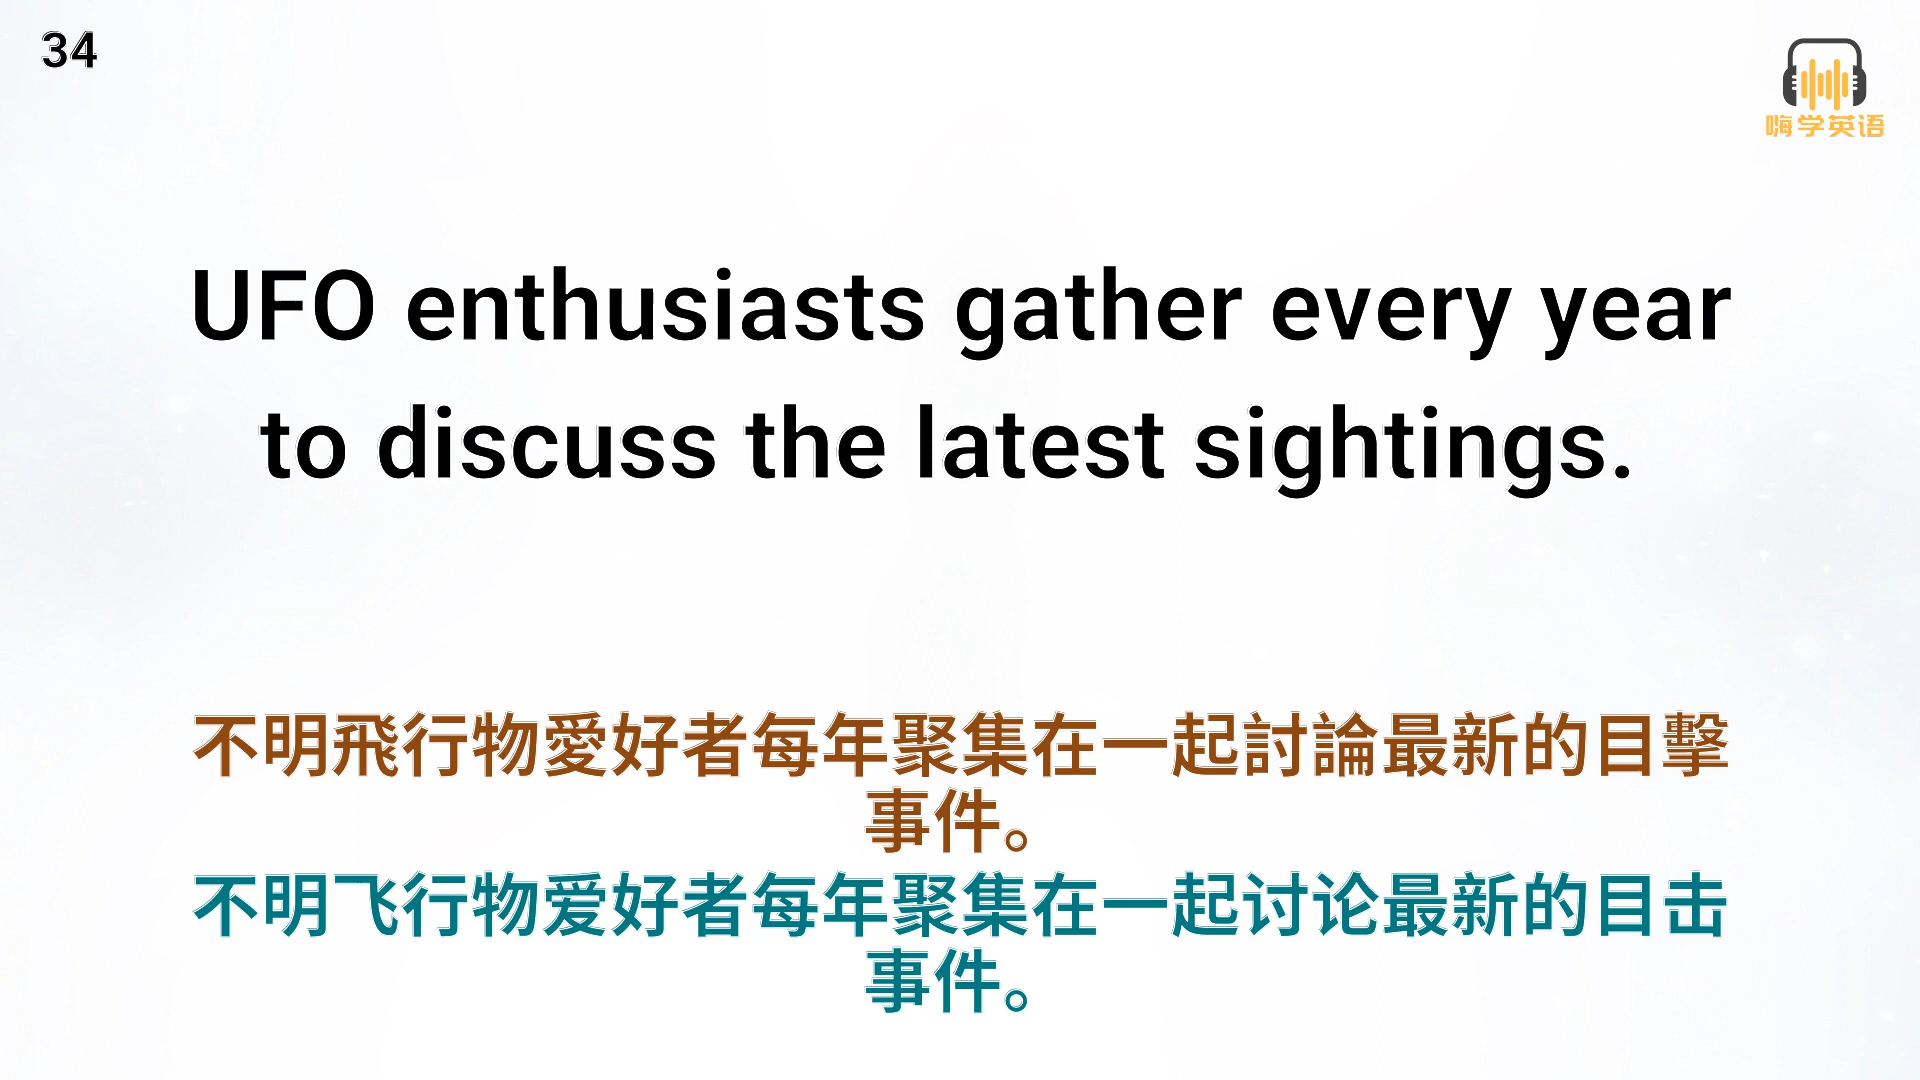 34
嗨学英语
UFO enthusiasts gather every year
to discuss the latest sightings.
不明飛行物愛好者每年聚集在一起討論最新的目擊
事件。
不明飞行物爱好者每年聚集在一起讨论最新的目击
事件。